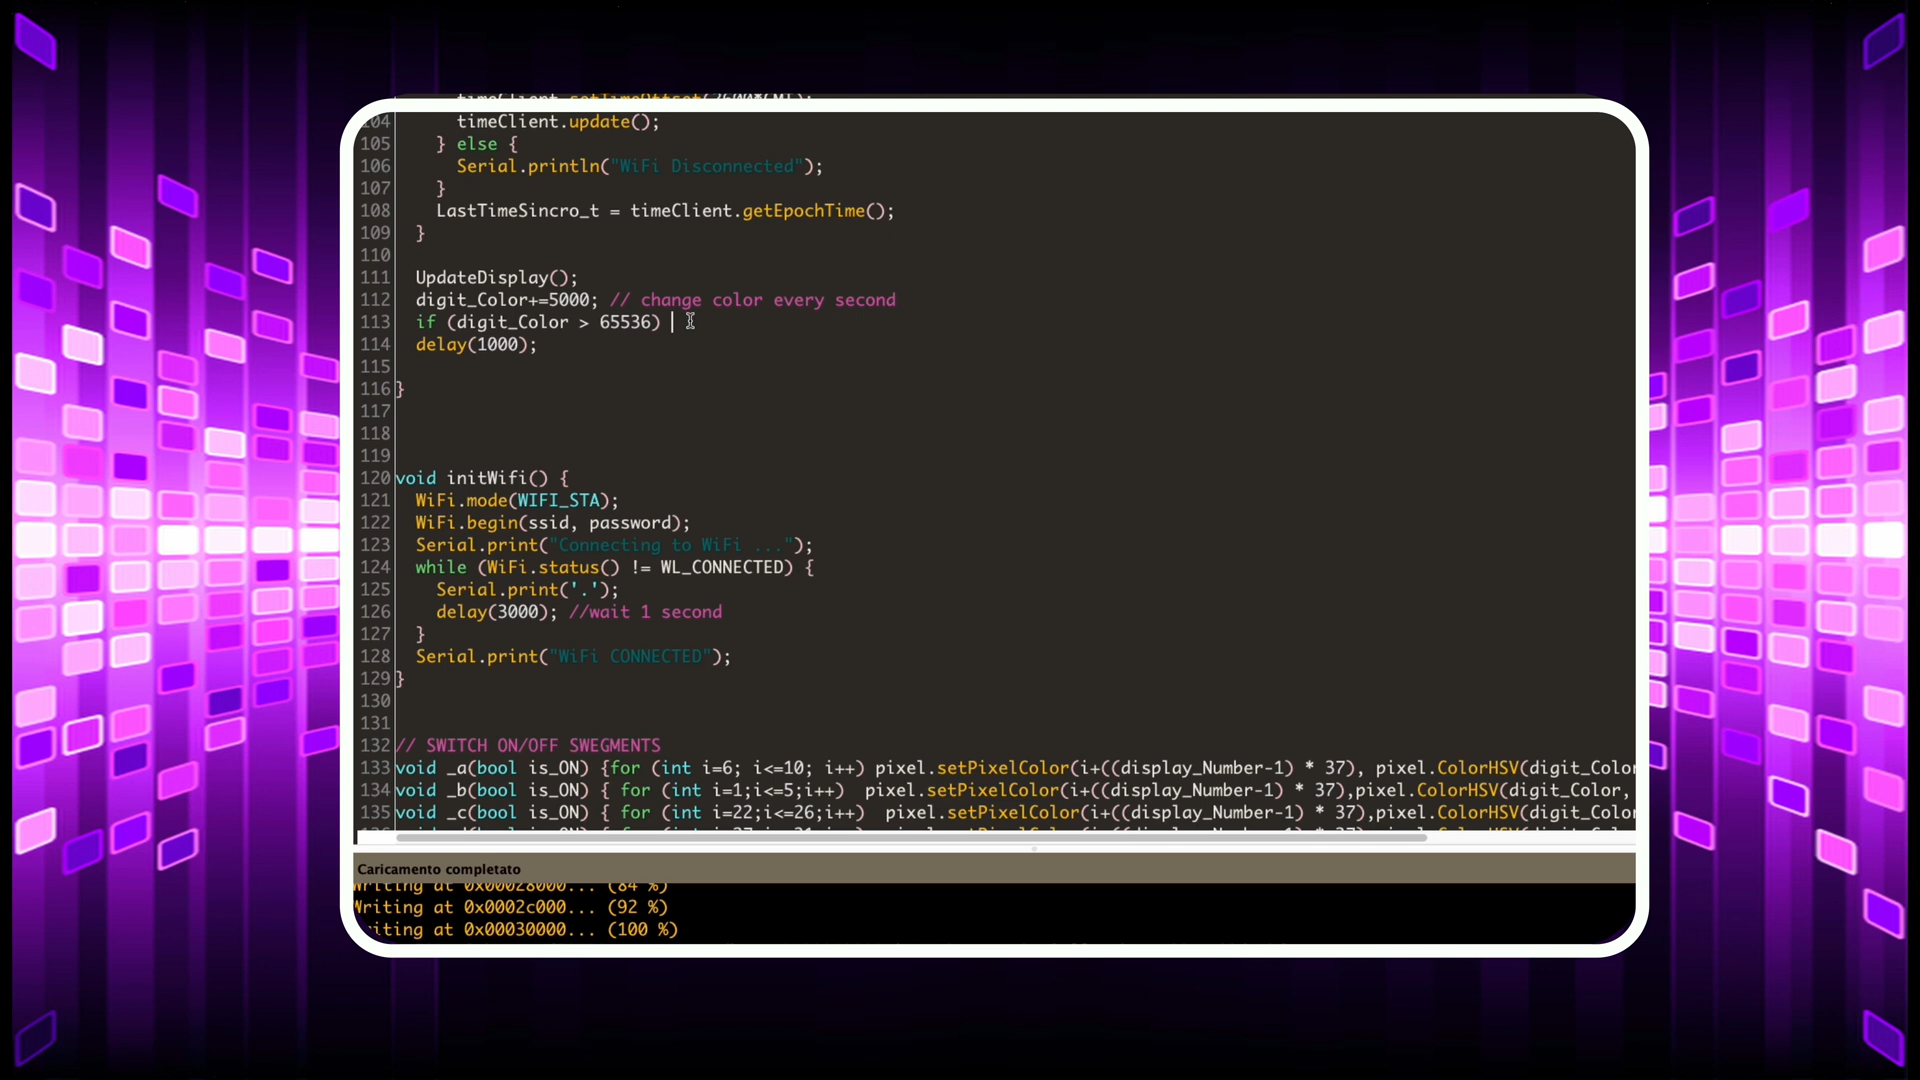 104 timeClient.update();
105 } else {
106 Serial.println("WiFi Disconnected");
107 }
108 LastTimeSincro_t = timeClient.getEpochTime();
109 }
110
111 UpdateDisplay();
112 digit_Color+=5000; // change color every second
113 if (digit_Color > 65536)
114 delay(1000);
115
116 }
117
118
119
120 void initWifi() {
121 WiFi.mode(WIFI_STA);
122 WiFi.begin(ssid, password);
123 Serial.print("Connecting to WiFi ...");
124 while (WiFi.status() != WL_CONNECTED) {
125 Serial.print('.');
126 delay(3000); //wait 1 second
127 }
128 Serial.print("WiFi CONNECTED");
129 }
130
131
132 // SWITCH ON/OFF SWEGMENTS
133 void _a(bool is_ON) {for (int i=6; i<=10; i++) pixel.setPixelColor(i+((display_Number-1) * 37), pixel.ColorHSV(digit_Color
134 void _b(bool is_ON) { for (int i=1;i<=5;i++) pixel.setPixelColor(i+((display_Number-1) * 37),pixel.ColorHSV(digit_Color,
135 void _c(bool is_ON) { for (int i=22;i<=26;i++) pixel.setPixelColor(i+((display_Number-1) * 37),pixel.ColorHSV(digit_Color
Caricamento completato
Writing at 0x00028000... (84 %)
Writing at 0x0002c000... (92 %)
Writing at 0x00030000... (100 %)